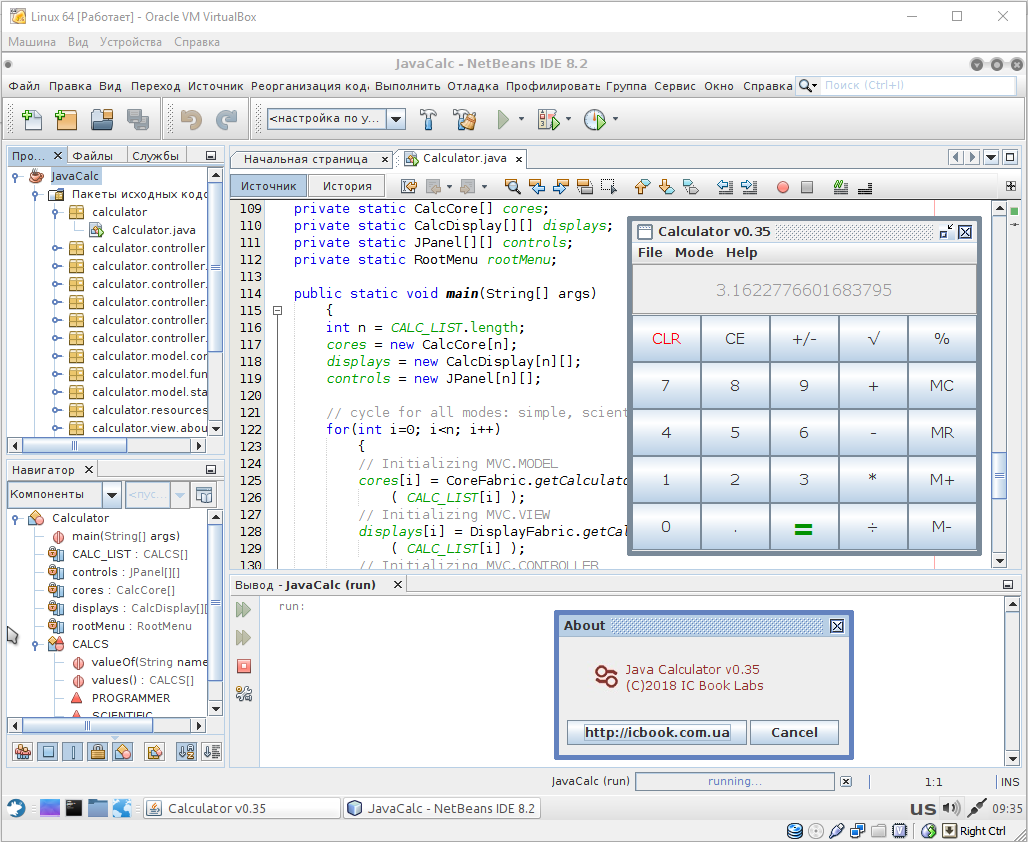 Linux 64 [Работает] - Oracle VM VirtualBox
Машина Вид Устройства Справка
JavaCalc - NetBeans IDE 8.2
Файл Правка Вид Переход Источник Реорганизация кода Выполнить Отладка Профилировать Группа Сервис Окно Справка Поиск (Ctrl+I)
<настройка по у...
Про... Файлы Службы
JavaCalc
Пакеты исходных кодо
calculator
Calculator.java
calculator.controller.
calculator.controller.
calculator.controller.
calculator.controller.
calculator.controller.
calculator.controller.
calculator.model.cor
calculator.model.fun
calculator.model.sta
calculator.resources
calculator.view.abou
Навигатор
Компоненты <пус...
Calculator
main(String[] args)
CALC_LIST : CALCS[]
controls : JPanel[][]
cores : CalcCore[]
displays : CalcDisplay[][]
rootMenu : RootMenu
CALCS
valueOf(String name
values() : CALCS[]
PROGRAMMER
SCIENTIFIC
Начальная страница Calculator.java
Источник История
109 private static CalcCore[] cores;
110 private static CalcDisplay[][] displays;
111 private static JPanel[][] controls;
112 private static RootMenu rootMenu;
113
114 public static void main(String[] args)
115 {
116 int n = CALC_LIST.length;
117 cores = new CalcCore[n];
118 displays = new CalcDisplay[n][];
119 controls = new JPanel[n][];
120
121 // cycle for all modes: simple, scient
122 for(int i=0; i<n; i++)
123 {
124 // Initializing MVC.MODEL
125 cores[i] = CoreFabric.getCalculato
126 ( CALC_LIST[i] );
127 // Initializing MVC.VIEW
128 displays[i] = DisplayFabric.getCal
129 ( CALC_LIST[i] );
130 // Initializing MVC.CONTROLLER
Calculator v0.35
File Mode Help
3.1622776601683795
CLR CE +/- √ %
7 8 9 + MC
4 5 6 - MR
1 2 3 * M+
0 . = ÷ M-
Вывод - JavaCalc (run)
run:
About
Java Calculator v0.35
(C)2018 IC Book Labs
http://icbook.com.ua Cancel
JavaCalc (run) running... 1:1 INS
Calculator v0.35 JavaCalc - NetBeans IDE 8.2 us 09:35
Right Ctrl